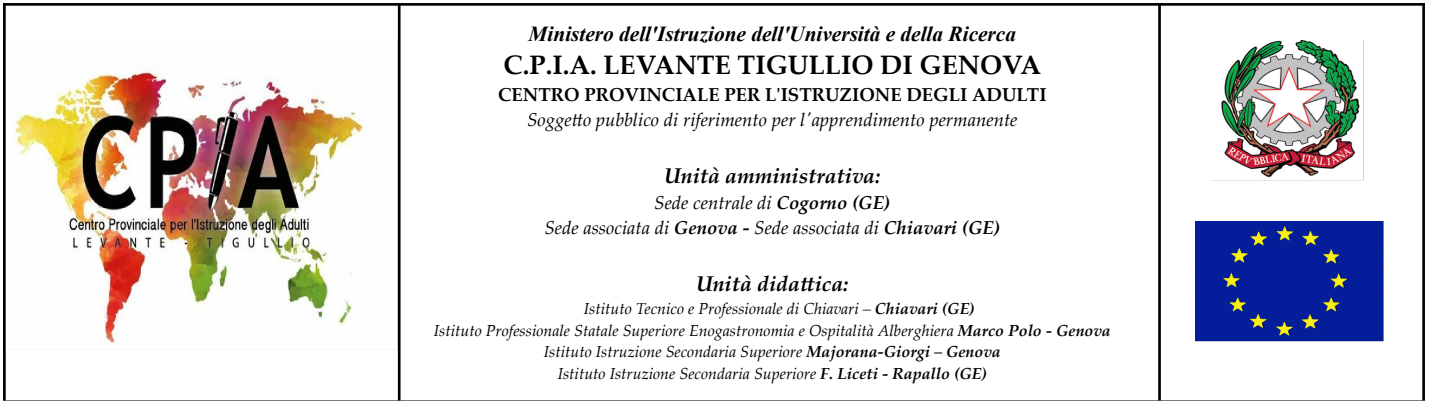 CPIA
Centro Provinciale per l'Istruzione degli Adulti
LEVANTE - TIGULLIO
Ministero dell'Istruzione dell'Università e della Ricerca
C.P.I.A. LEVANTE TIGULLIO DI GENOVA
CENTRO PROVINCIALE PER L'ISTRUZIONE DEGLI ADULTI
Soggetto pubblico di riferimento per l'apprendimento permanente
Unità amministrativa:
Sede centrale di Cogorno (GE)
Sede associata di Genova - Sede associata di Chiavari (GE)
Unità didattica:
Istituto Tecnico e Professionale di Chiavari – Chiavari (GE)
Istituto Professionale Statale Superiore Enogastronomia e Ospitalità Alberghiera Marco Polo - Genova
Istituto Istruzione Secondaria Superiore Majorana-Giorgi – Genova
Istituto Istruzione Secondaria Superiore F. Liceti - Rapallo (GE)
REPVBBLICA ITALIANA